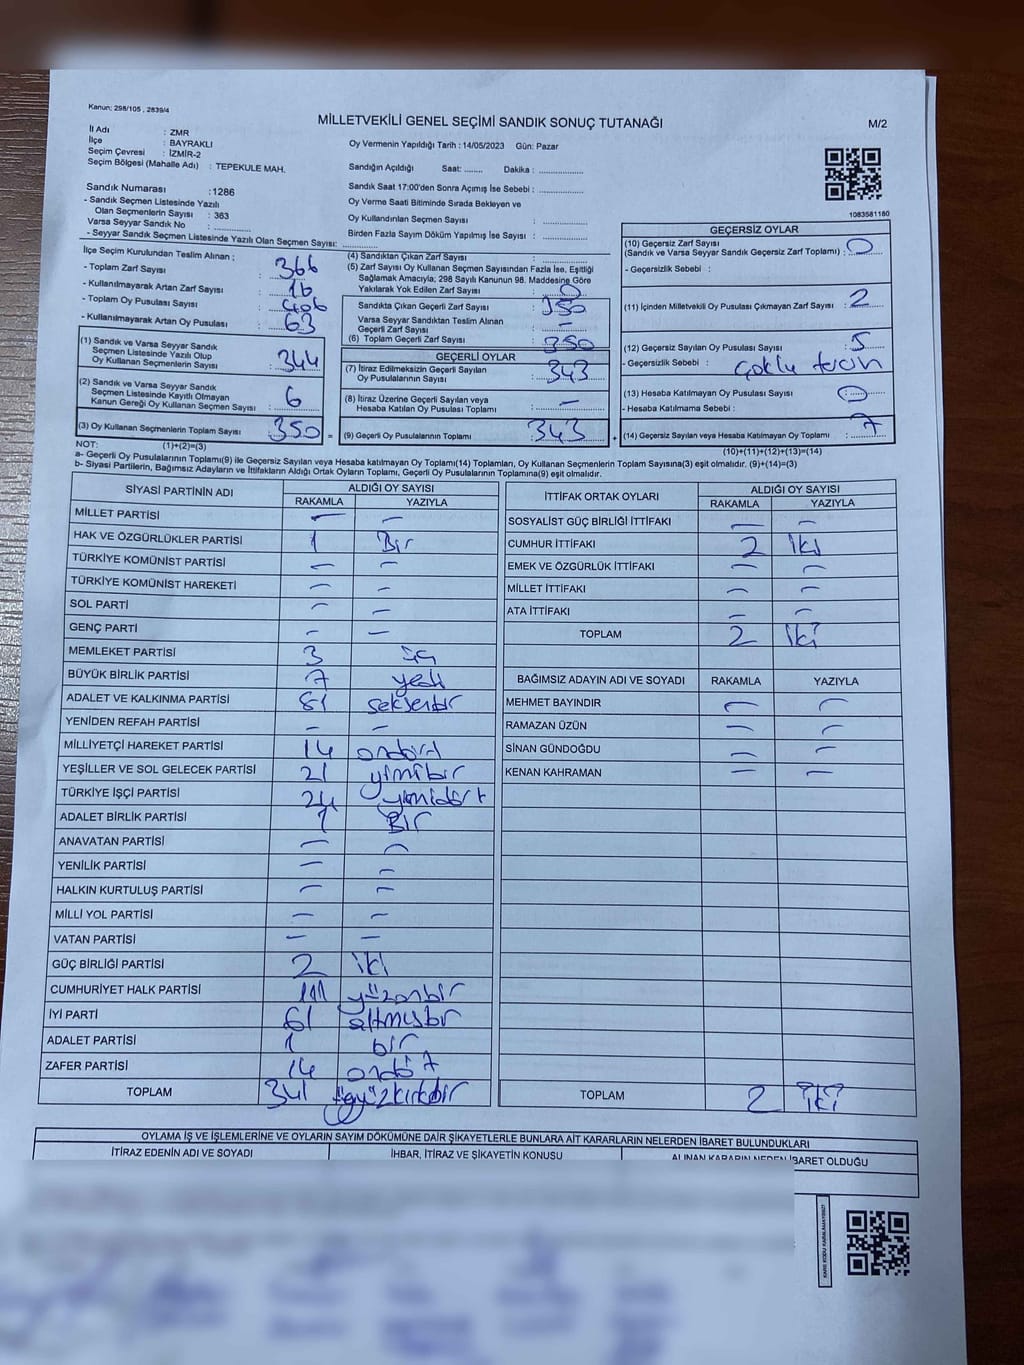 Kanun: 298/105 , 2839/4
MİLLETVEKİLİ GENEL SEÇİMİ SANDIK SONUÇ TUTANAĞI
M/2
İl Adı : ZMR
İlçe : BAYRAKLI
Seçim Çevresi : İZMİR-2
Seçim Bölgesi (Mahalle Adı) : TEPEKULE MAH.
Oy Vermenin Yapıldığı Tarih : 14/05/2023 Gün: Pazar
Sandığın Açıldığı Saat: ........ Dakika : ....................
Sandık Saat 17:00'den Sonra Açımış İse Sebebi : ....................
Oy Verme Saati Bitiminde Sırada Bekleyen ve
Oy Kullandırılan Seçmen Sayısı : ....................
Birden Fazla Sayım Döküm Yapılmış İse Sayısı : ....................
1083581180
Sandık Numarası : 1286
- Sandık Seçmen Listesinde Yazılı
Olan Seçmenlerin Sayısı : 363
Varsa Seyyar Sandık No : ....................
- Seyyar Sandık Seçmen Listesinde Yazılı Olan Seçmen Sayısı: ....................
İlçe Seçim Kurulundan Teslim Alınan ;
- Toplam Zarf Sayısı : 366
- Kullanılmayarak Artan Zarf Sayısı : 16
- Toplam Oy Pusulası Sayısı : 406
- Kullanılmayarak Artan Oy Pusulası : 63
(1) Sandık ve Varsa Seyyar Sandık
Seçmen Listesinde Yazılı Olup
Oy Kullanan Seçmenlerin Sayısı : 344
(2) Sandık ve Varsa Seyyar Sandık
Seçmen Listesinde Kayıtlı Olmayan
Kanun Gereği Oy Kullanan Seçmen Sayısı : 6
(3) Oy Kullanan Seçmenlerin Toplam Sayısı : 350
(4) Sandıktan Çıkan Zarf Sayısı :
(5) Zarf Sayısı Oy Kullanan Seçmen Sayısından Fazla İse, Eşitliği
Sağlamak Amacıyla; 298 Sayılı Kanunun 98. Maddesine Göre
Yakılarak Yok Edilen Zarf Sayısı : 0
Sandıkta Çıkan Geçerli Zarf Sayısı : 350
Varsa Seyyar Sandıktan Teslim Alınan
Geçerli Zarf Sayısı : –
(6) Toplam Geçerli Zarf Sayısı : 350
GEÇERLİ OYLAR
(7) İtiraz Edilmeksizin Geçerli Sayılan
Oy Pusulalarının Sayısı : 343
(8) İtiraz Üzerine Geçerli Sayılan veya
Hesaba Katılan Oy Pusulası Toplamı : –
= (9) Geçerli Oy Pusulalarının Toplamı : 343
GEÇERSİZ OYLAR
(10) Geçersiz Zarf Sayısı
(Sandık ve Varsa Seyyar Sandık Geçersiz Zarf Toplamı) : 0
- Geçersizlik Sebebi :
(11) İçinden Milletvekili Oy Pusulası Çıkmayan Zarf Sayısı : 2
(12) Geçersiz Sayılan Oy Pusulası Sayısı : 5
- Geçersizlik Sebebi : Çoklu tercih
(13) Hesaba Katılmayan Oy Pusulası Sayısı : 0
- Hesaba Katılmama Sebebi :
+ (14) Geçersiz Sayılan veya Hesaba Katılmayan Oy Toplamı : 7
NOT: (1)+(2)=(3)
(10)+(11)+(12)+(13)=(14)
a- Geçerli Oy Pusulalarının Toplamı(9) ile Geçersiz Sayılan veya Hesaba katılmayan Oy Toplamı(14) Toplamları, Oy Kullanan Seçmenlerin Toplam Sayısına(3) eşit olmalıdır. (9)+(14)=(3)
b- Siyasi Partilerin, Bağımsız Adayların ve İttifakların Aldığı Ortak Oyların Toplamı, Geçerli Oy Pusulalarının Toplamına(9) eşit olmalıdır.
SİYASİ PARTİNİN ADI
ALDIĞI OY SAYISI
RAKAMLA YAZIYLA
MİLLET PARTİSİ – –
HAK VE ÖZGÜRLÜKLER PARTİSİ 1 Bir
TÜRKİYE KOMÜNİST PARTİSİ – –
TÜRKİYE KOMÜNİST HAREKETİ – –
SOL PARTİ – –
GENÇ PARTİ – –
MEMLEKET PARTİSİ 3 üç
BÜYÜK BİRLİK PARTİSİ 7 yedi
ADALET VE KALKINMA PARTİSİ 81 seksenbir
YENİDEN REFAH PARTİSİ – –
MİLLİYETÇİ HAREKET PARTİSİ 14 ondört
YEŞİLLER VE SOL GELECEK PARTİSİ 21 yirmibir
TÜRKİYE İŞÇİ PARTİSİ 24 yirmidört
ADALET BİRLİK PARTİSİ 1 Bir
ANAVATAN PARTİSİ – –
YENİLİK PARTİSİ – –
HALKIN KURTULUŞ PARTİSİ – –
MİLLİ YOL PARTİSİ – –
VATAN PARTİSİ – –
GÜÇ BİRLİĞİ PARTİSİ 2 iki
CUMHURİYET HALK PARTİSİ 111 yüzonbir
İYİ PARTİ 61 altmışbir
ADALET PARTİSİ 1 bir
ZAFER PARTİSİ 14 ondört
TOPLAM 341 üçyüzkırkbir
İTTİFAK ORTAK OYLARI
ALDIĞI OY SAYISI
RAKAMLA YAZIYLA
SOSYALİST GÜÇ BİRLİĞİ İTTİFAKI – –
CUMHUR İTTİFAKI 2 iki
EMEK VE ÖZGÜRLÜK İTTİFAKI – –
MİLLET İTTİFAKI – –
ATA İTTİFAKI – –
TOPLAM 2 iki
BAĞIMSIZ ADAYIN ADI VE SOYADI RAKAMLA YAZIYLA
MEHMET BAYINDIR – –
RAMAZAN ÜZÜN – –
SİNAN GÜNDOĞDU – –
KENAN KAHRAMAN – –
TOPLAM 2 iki
OYLAMA İŞ VE İŞLEMLERİNE VE OYLARIN SAYIM DÖKÜMÜNE DAİR ŞİKAYETLERLE BUNLARA AİT KARARLARIN NELERDEN İBARET BULUNDUKLARI
İTİRAZ EDENİN ADI VE SOYADI
İHBAR, İTİRAZ VE ŞİKAYETİN KONUSU
ALINAN KARARIN NEDEN İBARET OLDUĞU
KARE KODU KARALAMAYINIZ!